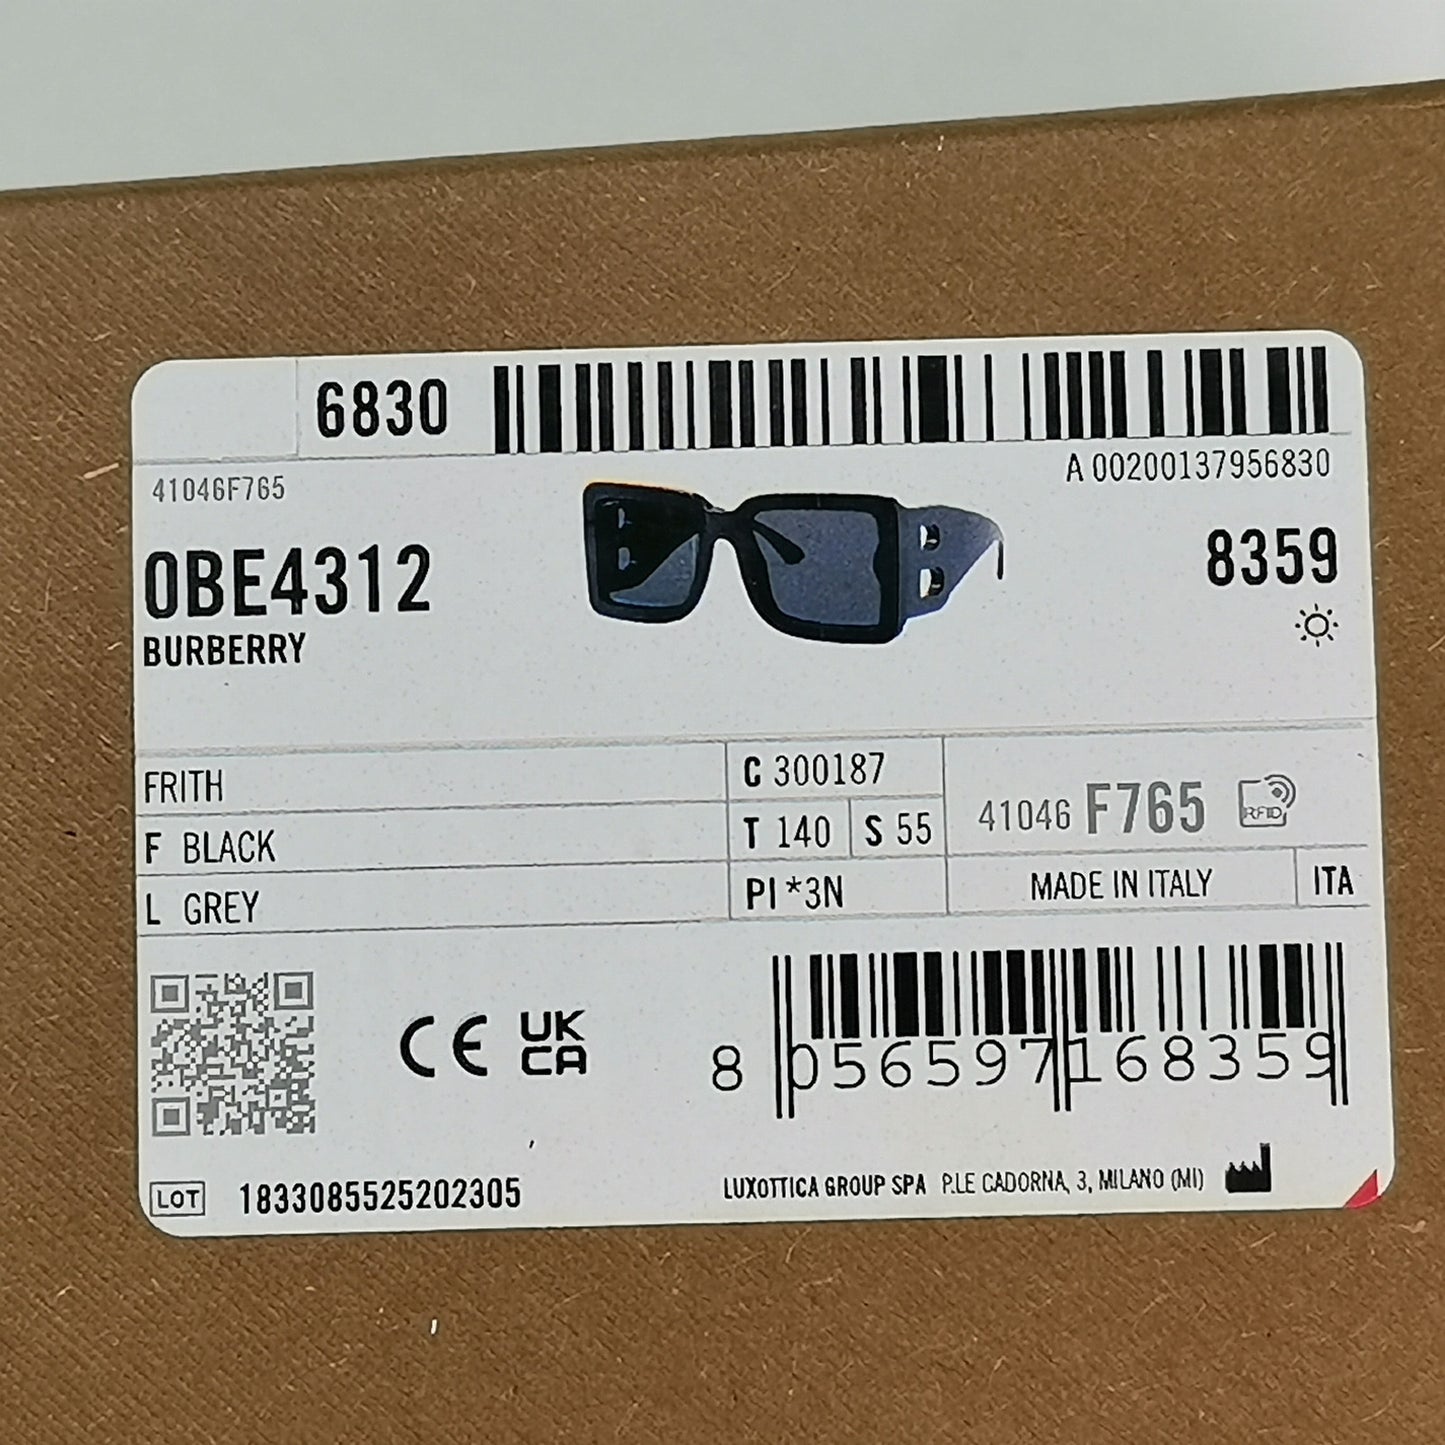 6830
A 00200137956830
41046F765
0BE4312
8359
BURBERRY
FRITH
C 300187
F BLACK
T 140 S 55
41046 F765 RFID
L GREY
PI *3N
MADE IN ITALY ITA
CE UK CA
8 056597 168359
LOT 1833085525202305
LUXOTTICA GROUP SPA P.LE CADORNA, 3, MILANO (MI)